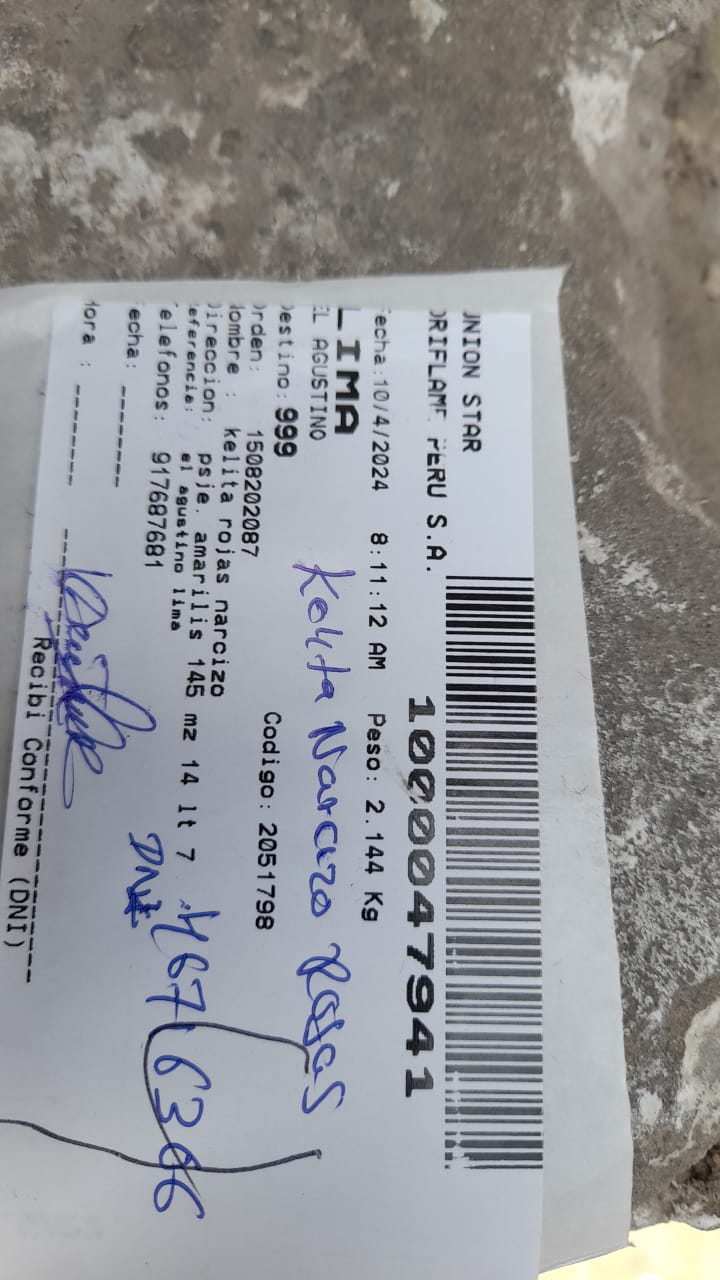 UNION STAR
ORIFLAME PERU S.A.
10000047941
Fecha:10/4/2024 8:11:12 AM Peso: 2.144 Kg
LIMA
EL AGUSTINO
Kelita Narcizo Rojas
Destino: 999
Orden: 1508202087 Codigo: 2051798
Nombre : kelita rojas narcizo
Direccion: psje. amarilis 145 mz 14 lt 7
Referencia: el agustino lima
Telefonos: 917687681
DNI
Fecha: --------
Hora : --------
Recibi Conforme (DNI)